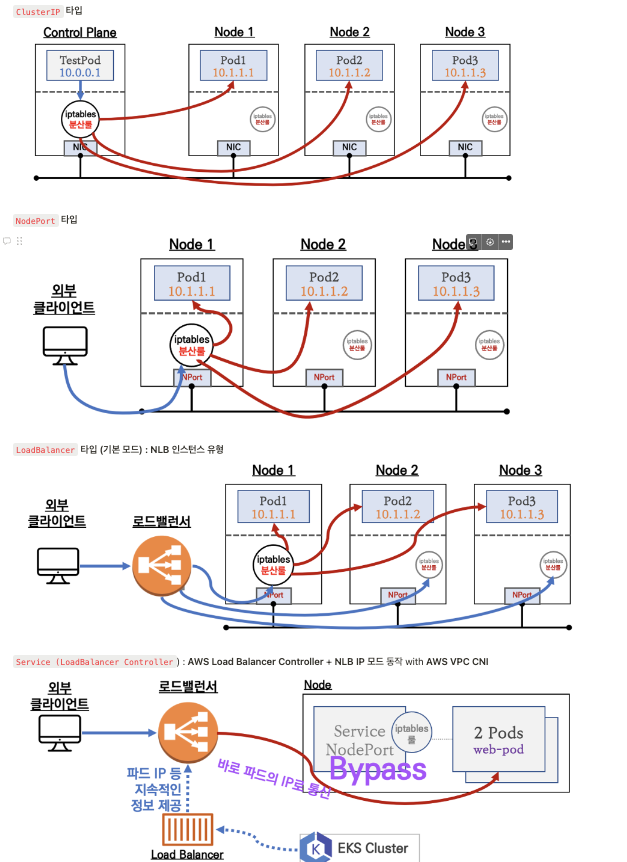 ClusterIP 타입
Control Plane
Node 1
Node 2
Node 3
TestPod
10.0.0.1
Pod1
10.1.1.1
Pod2
10.1.1.2
Pod3
10.1.1.3
iptables
분산룰
iptables
분산룰
iptables
분산룰
iptables
분산룰
NIC
NIC
NIC
NIC
NodePort 타입
Node 1
Node 2
Node 3
외부
클라이언트
Pod1
10.1.1.1
Pod2
10.1.1.2
Pod3
10.1.1.3
iptables
분산룰
iptables
분산룰
iptables
분산룰
NPort
NPort
NPort
LoadBalancer 타입 (기본 모드) : NLB 인스턴스 유형
Node 1
Node 2
Node 3
외부
클라이언트
로드밸런서
Pod1
10.1.1.1
Pod2
10.1.1.2
Pod3
10.1.1.3
iptables
분산룰
iptables
분산룰
iptables
분산룰
NPort
NPort
NPort
Service (LoadBalancer Controller) : AWS Load Balancer Controller + NLB IP 모드 동작 with AWS VPC CNI
외부
클라이언트
로드밸런서
Node
Service
NodePort
iptables
룰
2 Pods
web-pod
Bypass
바로 파드의 IP로 통신
파드 IP 등
지속적인
정보 제공
Load Balancer
K
EKS Cluster